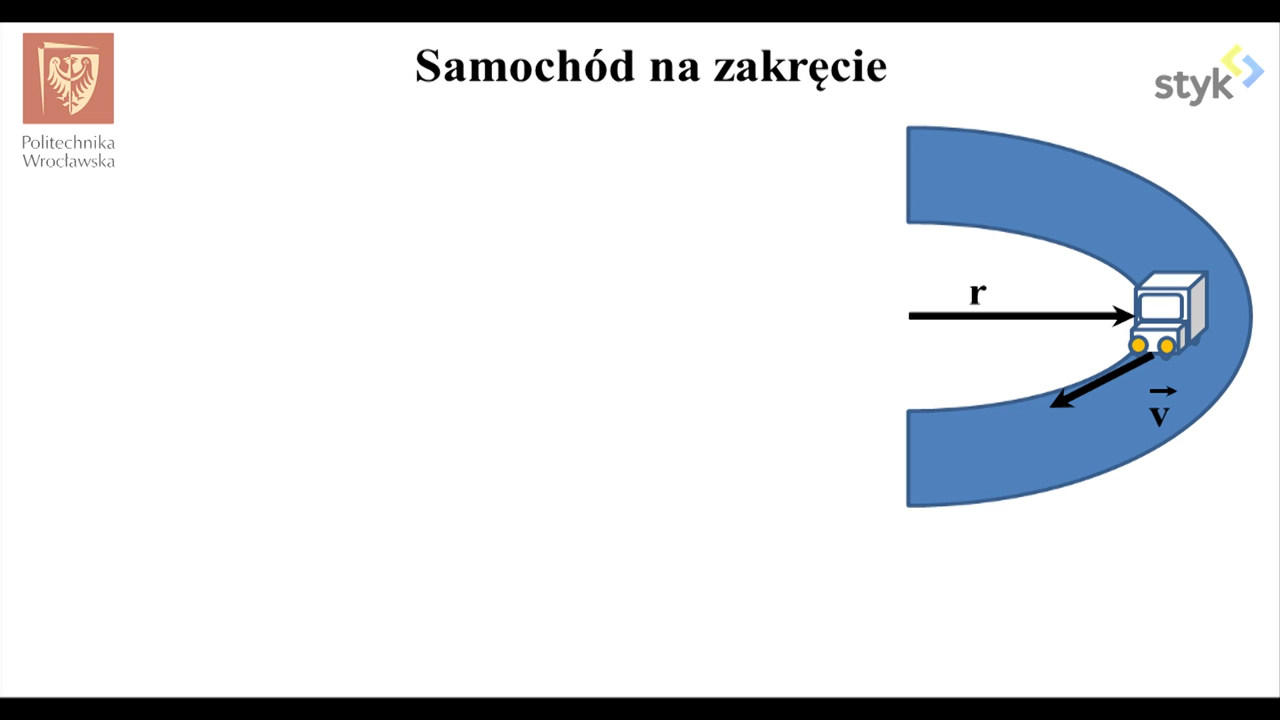 Samochód na zakręcie
styk
Politechnika
Wrocławska
r
v